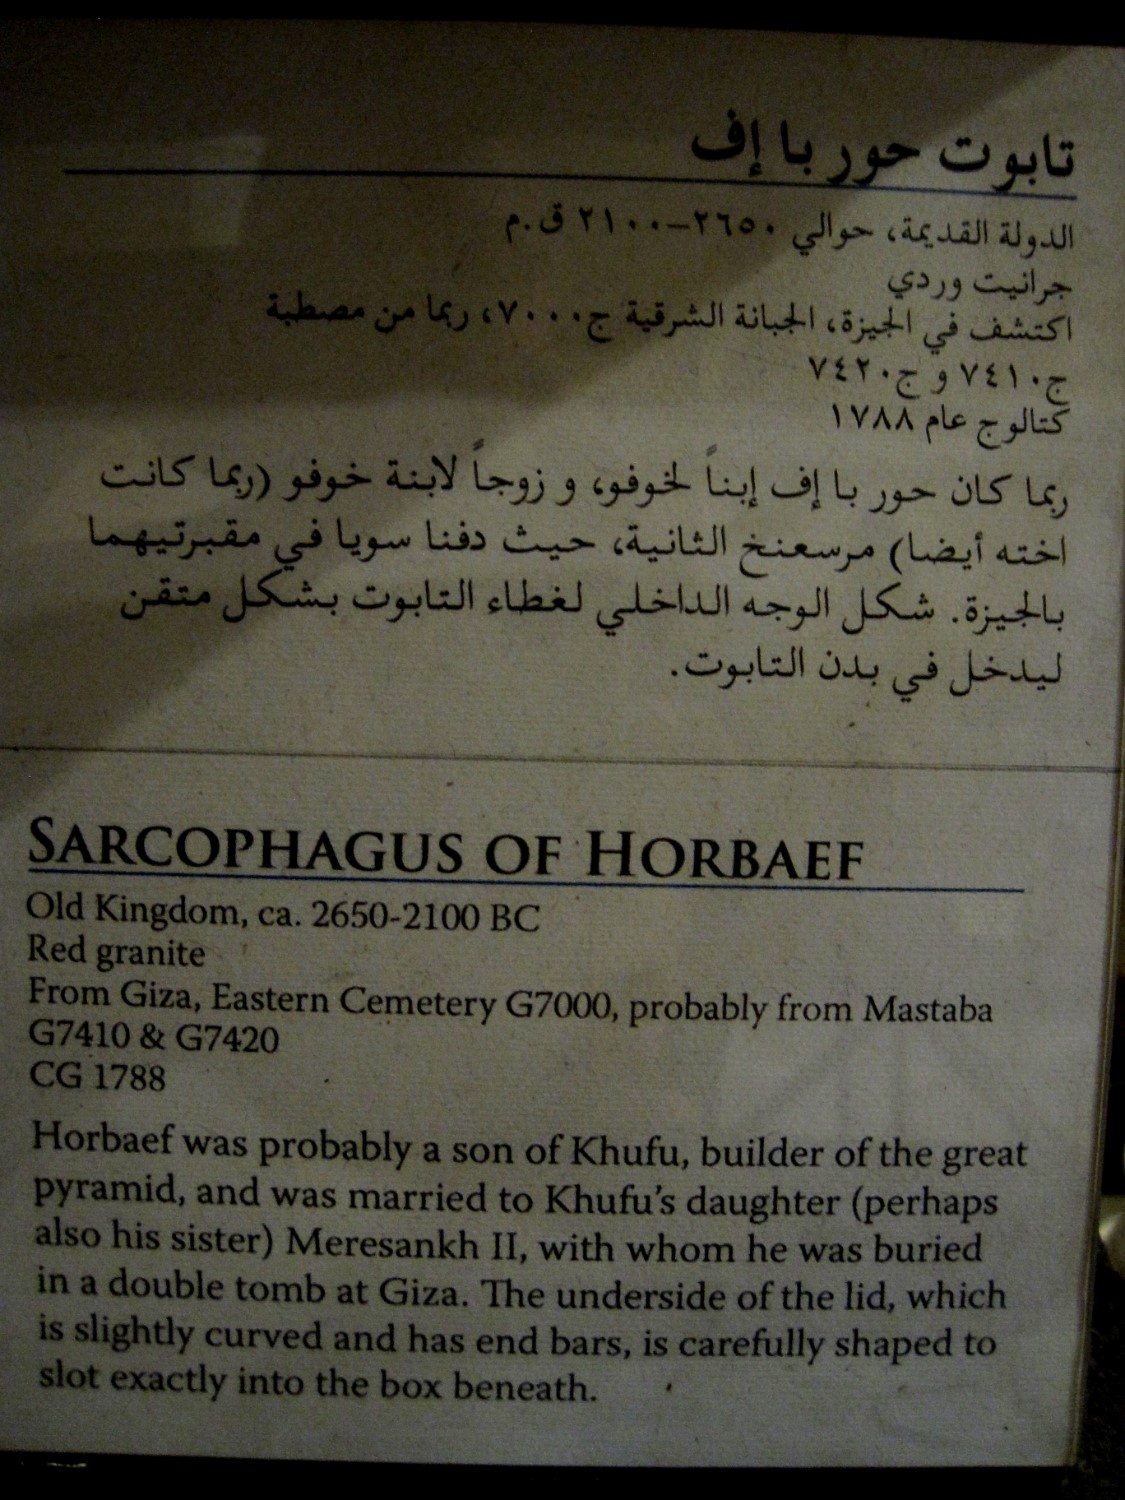 تابوت حور با إف
الدولة القديمة، حوالي ٢٦٥٠-٢١٠٠ ق.م
جرانيت وردي
اكتشف في الجيزة، الجبانة الشرقية ج٧٠٠٠، ربما من مصطبة
ج٧٤١٠ و ج٧٤٢٠
كتالوج عام ١٧٨٨
ربما كان حور با إف إبناً لخوفو، و زوجاً لابنة خوفو (ربما كانت
اخته أيضا) مرسعنخ الثانية، حيث دفنا سويا في مقبرتيهما
بالجيزة. شكل الوجه الداخلي لغطاء التابوت بشكل متقن
ليدخل في بدن التابوت.
SARCOPHAGUS OF HORBAEF
Old Kingdom, ca. 2650-2100 BC
Red granite
From Giza, Eastern Cemetery G7000, probably from Mastaba
G7410 & G7420
CG 1788
Horbaef was probably a son of Khufu, builder of the great
pyramid, and was married to Khufu's daughter (perhaps
also his sister) Meresankh II, with whom he was buried
in a double tomb at Giza. The underside of the lid, which
is slightly curved and has end bars, is carefully shaped to
slot exactly into the box beneath.